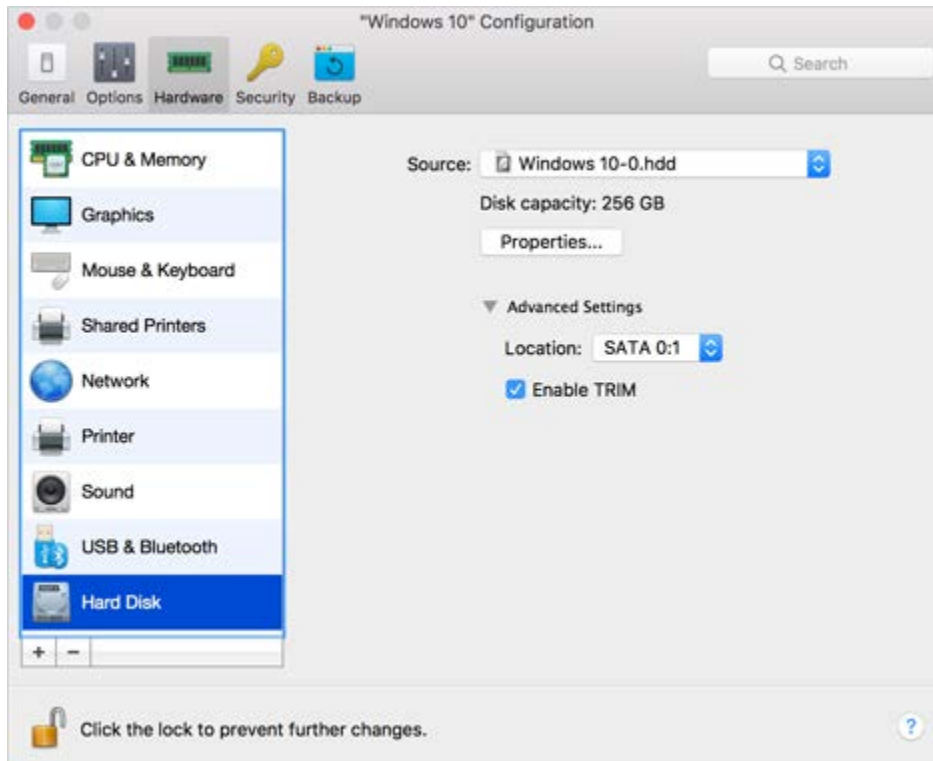 "Windows 10" Configuration
General Options Hardware Security Backup
Search
CPU & Memory
Graphics
Mouse & Keyboard
Shared Printers
Network
Printer
Sound
USB & Bluetooth
Hard Disk
+ −
Source: Windows 10-0.hdd
Disk capacity: 256 GB
Properties...
Advanced Settings
Location: SATA 0:1
Enable TRIM
Click the lock to prevent further changes.
?